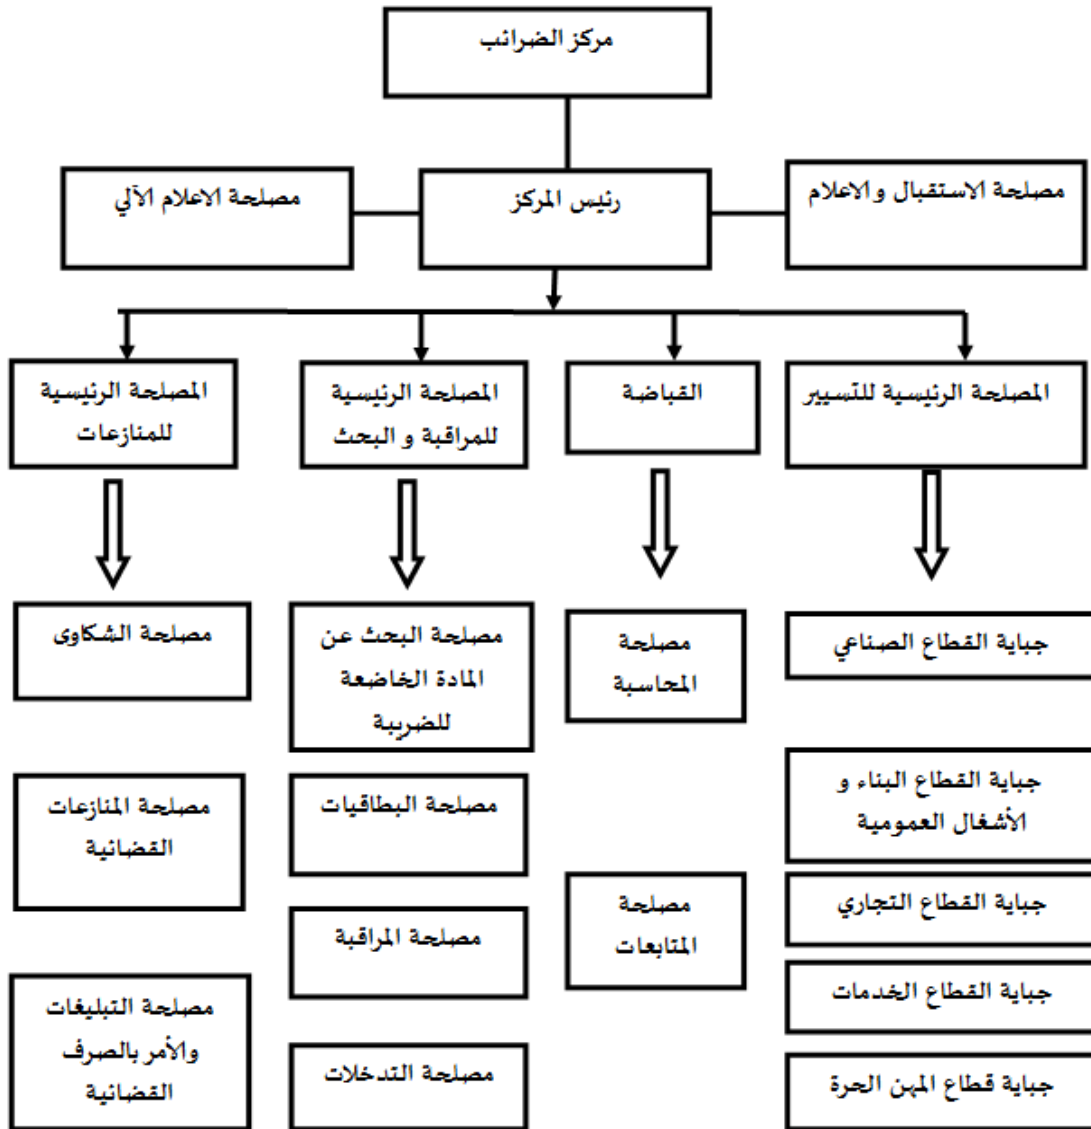 مركز الضرائب
مصلحة الاستقبال و الاعلام
رئيس المركز
مصلحة الاعلام الآلي
المصلحة الرئيسية للتسيير
القباضة
المصلحة الرئيسية
للمراقبة و البحث
المصلحة الرئيسية
للمنازعات
جباية القطاع الصناعي
جباية القطاع البناء و
الأشغال العمومية
جباية القطاع التجاري
جباية القطاع الخدمات
جباية قطاع المهن الحرة
مصلحة
المحاسبة
مصلحة
المتابعات
مصلحة البحث عن
المادة الخاضعة
للضريبة
مصلحة البطاقيات
مصلحة المراقبة
مصلحة التدخلات
مصلحة الشكاوى
مصلحة المنازعات
القضائية
مصلحة التبليغات
والأمر بالصرف
القضائية